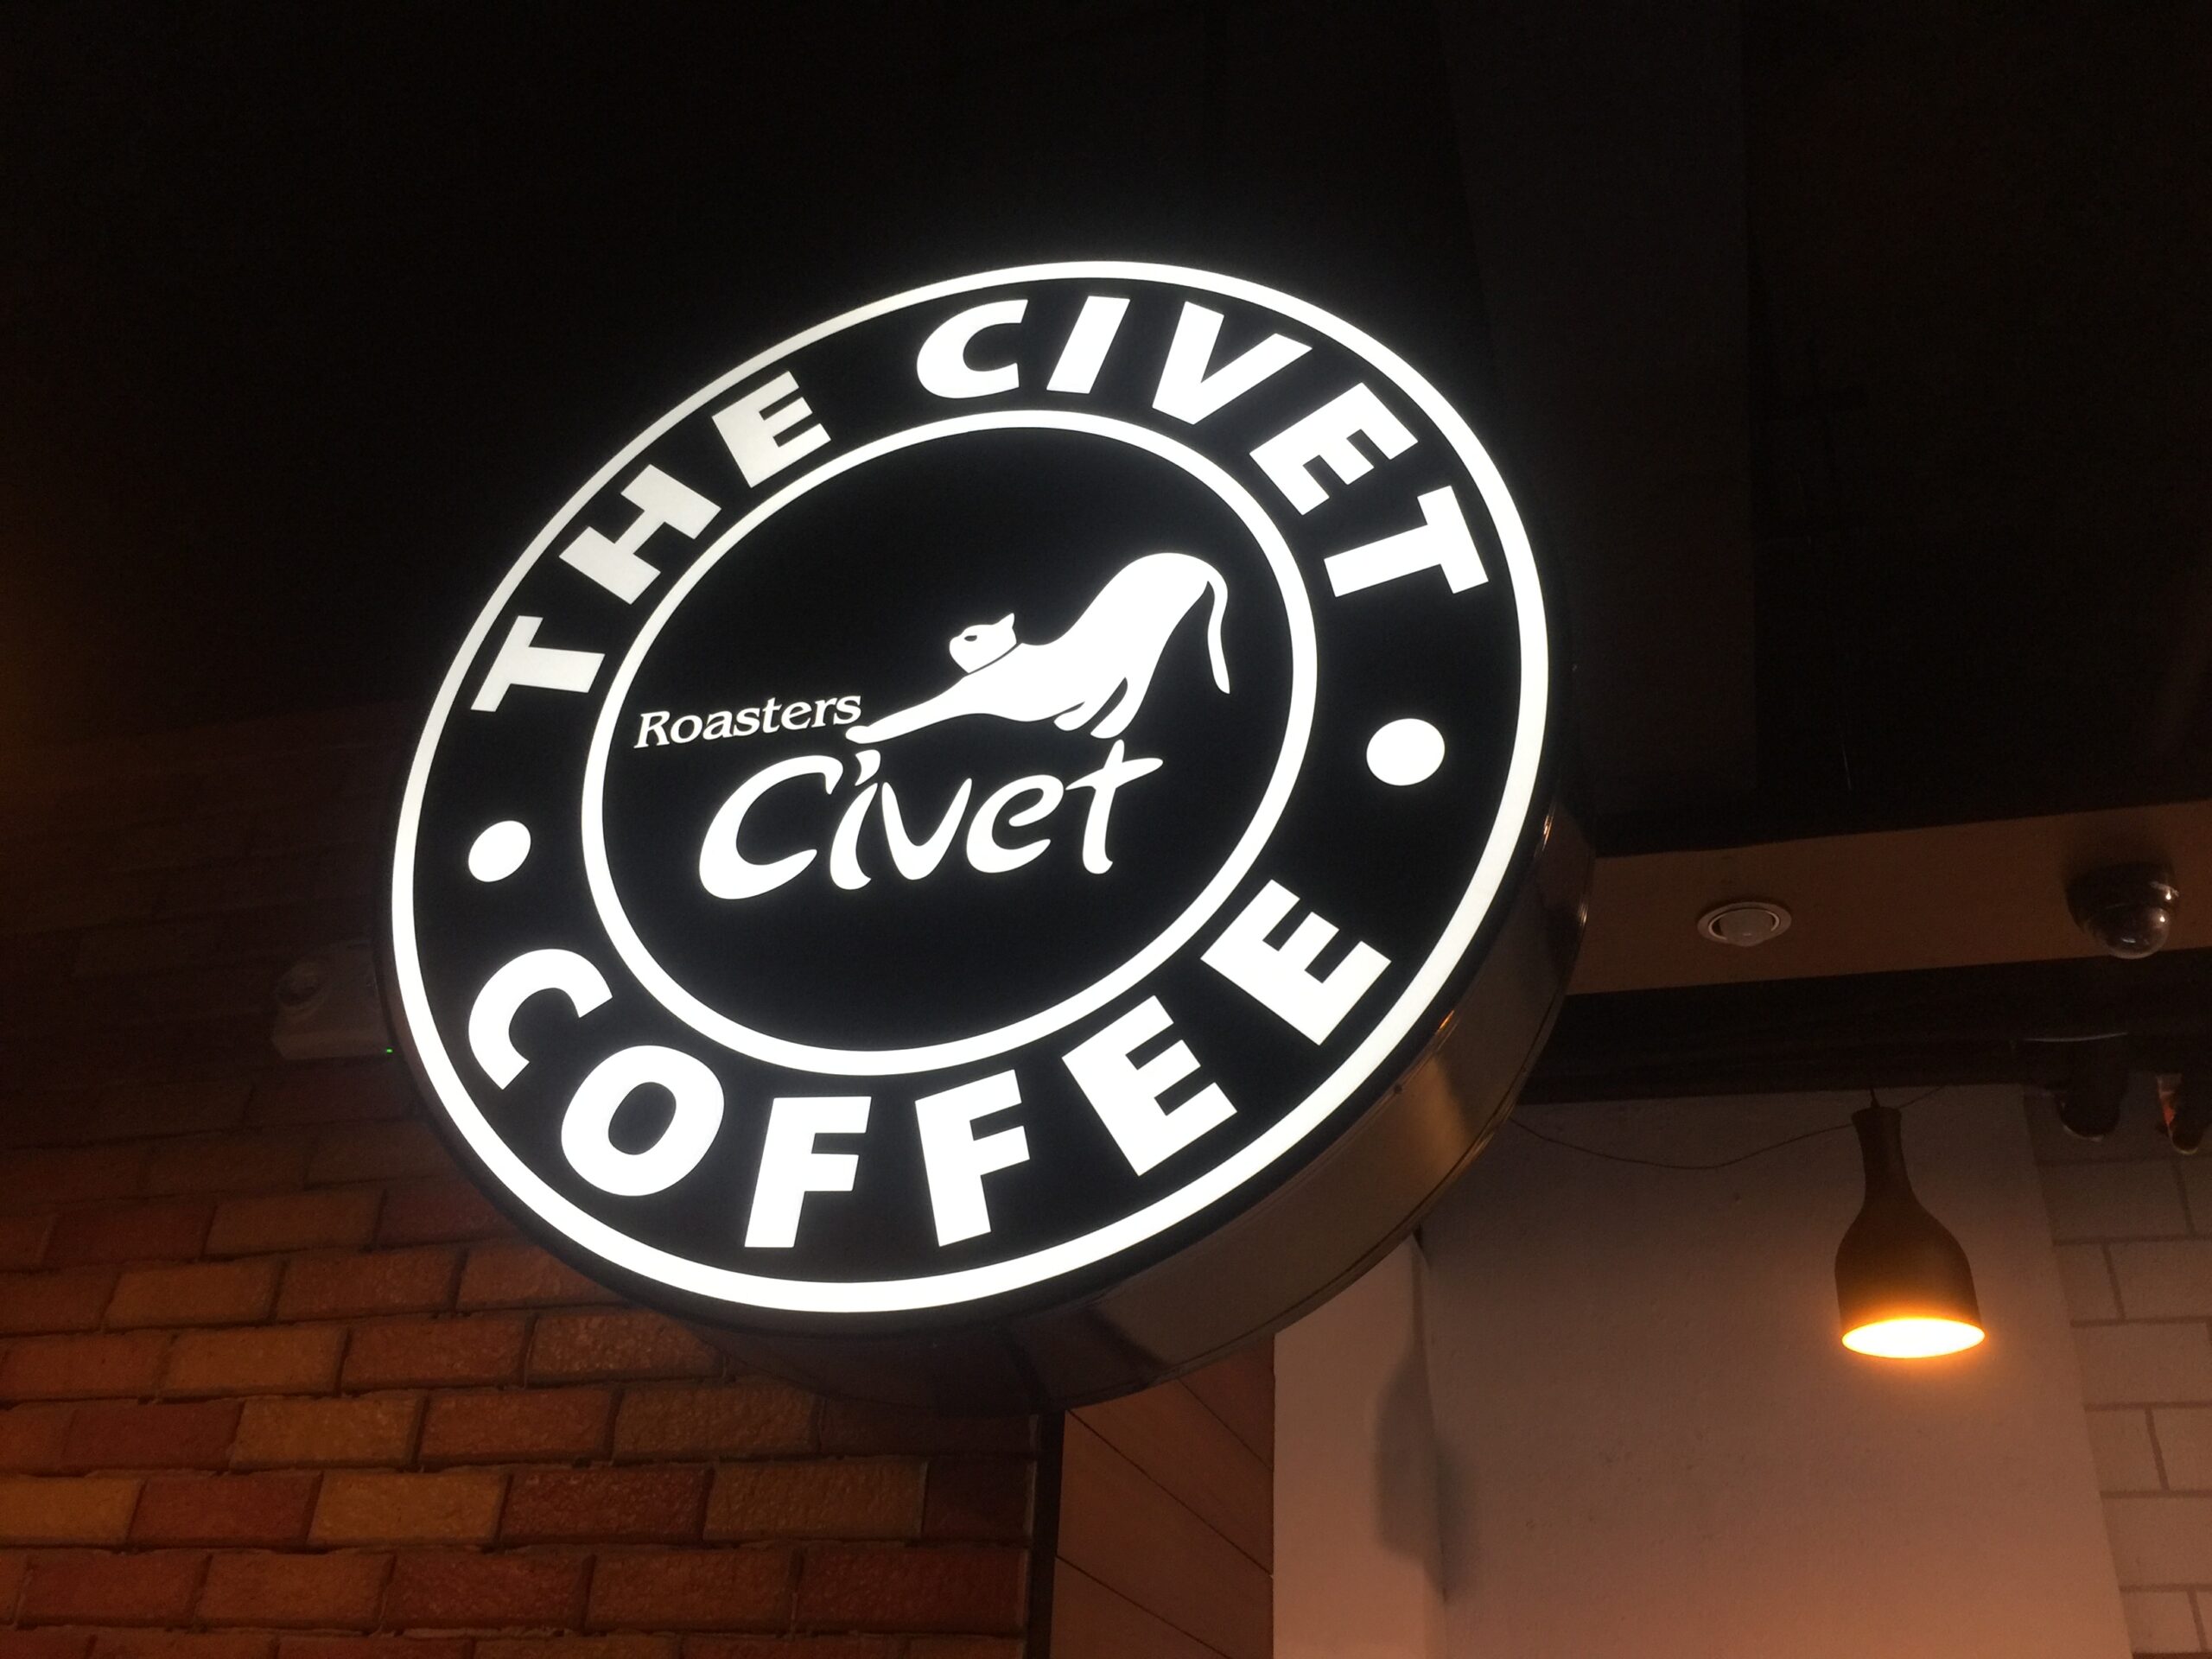 THE CIVET
Roasters
Civet
COFFEE